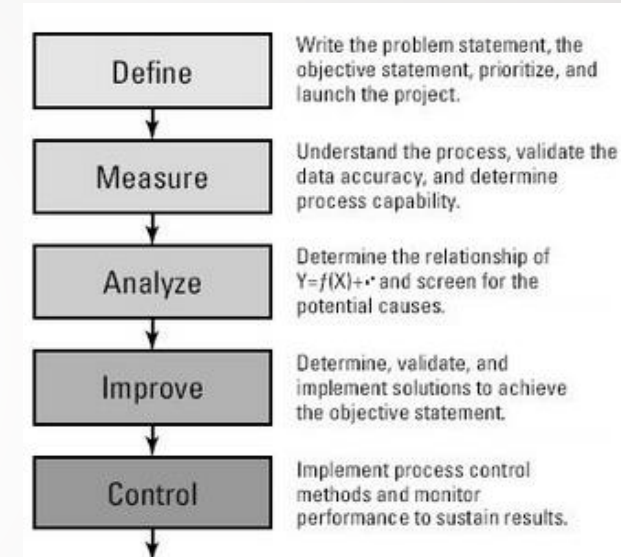 Define
Write the problem statement, the
objective statement, prioritize, and
launch the project.
Measure
Understand the process, validate the
data accuracy, and determine
process capability.
Analyze
Determine the relationship of
Y=f(X)+
and screen for the
potential causes.
Improve
Determine, validate, and
implement solutions to achieve
the objective statement.
Control
Implement process control
methods and monitor
performance to sustain results.